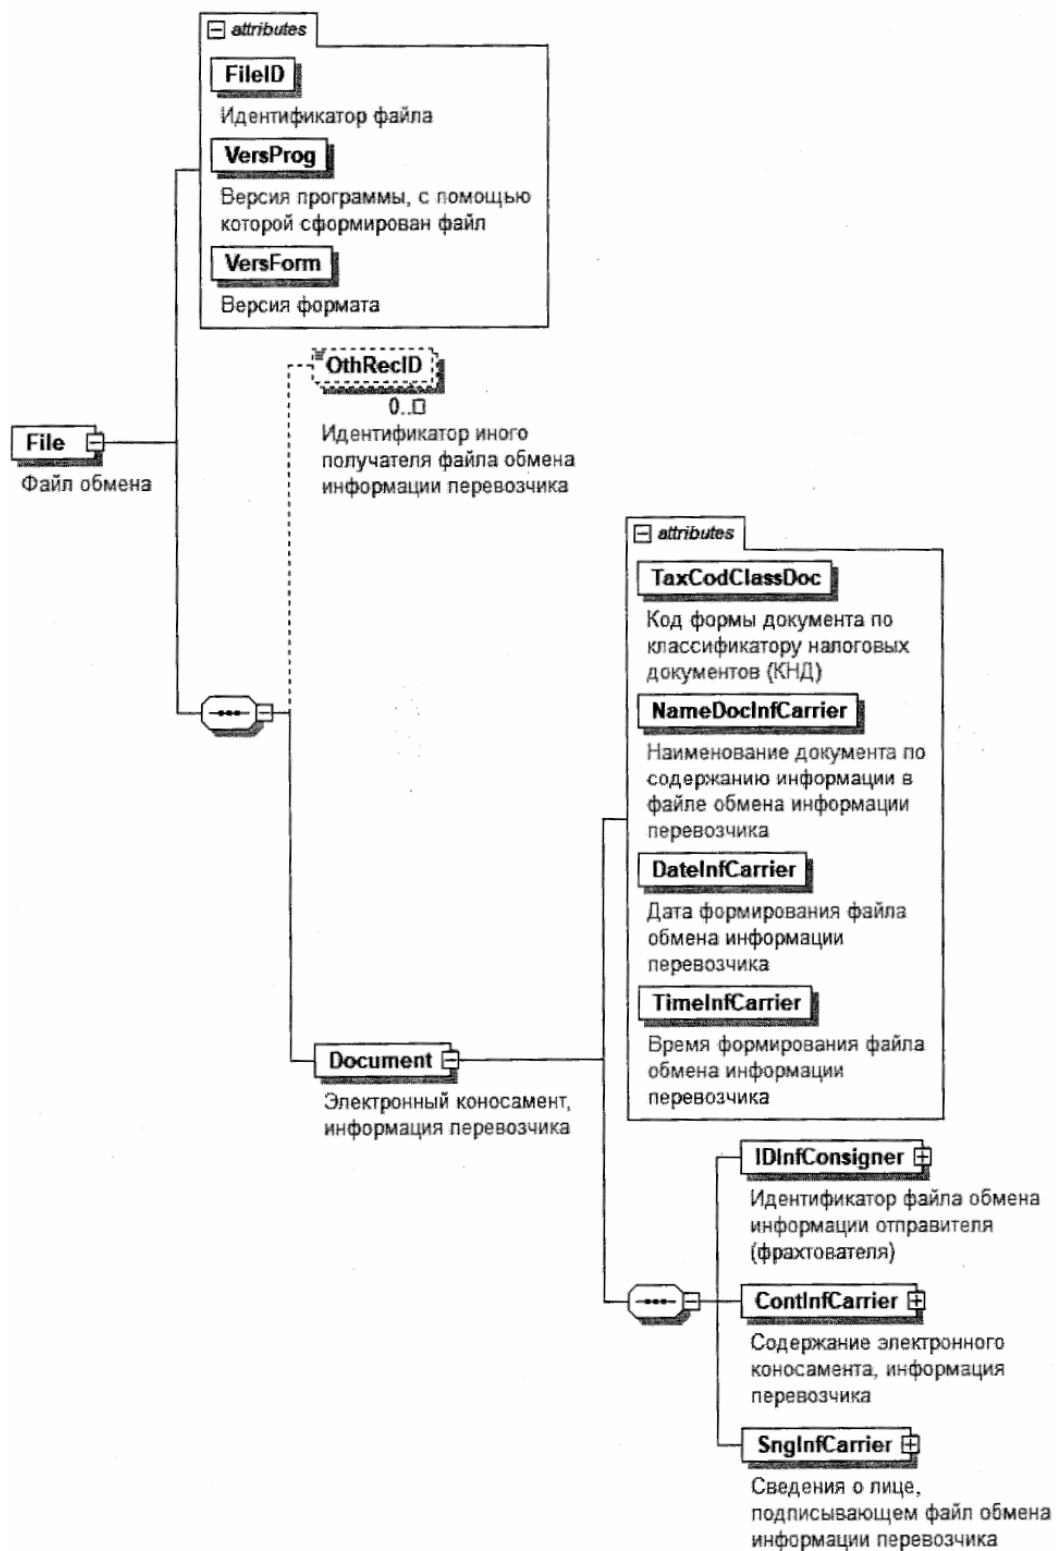 attributes
FileID
Идентификатор файла
VersProg
Версия программы, с помощью
которой сформирован файл
VersForm
Версия формата
OthRecID
0..□
Идентификатор иного
получателя файла обмена
информации перевозчика
File
Файл обмена
attributes
TaxCodClassDoc
Код формы документа по
классификатору налоговых
документов (КНД)
NameDocInfCarrier
Наименование документа по
содержанию информации в
файле обмена информации
перевозчика
DateInfCarrier
Дата формирования файла
обмена информации
перевозчика
TimeInfCarrier
Время формирования файла
обмена информации
перевозчика
Document
Электронный коносамент,
информация перевозчика
IDInfConsigner
Идентификатор файла обмена
информации отправителя
(фрахтователя)
ContInfCarrier
Содержание электронного
коносамента, информация
перевозчика
SngInfCarrier
Сведения о лице,
подписывающем файл обмена
информации перевозчика